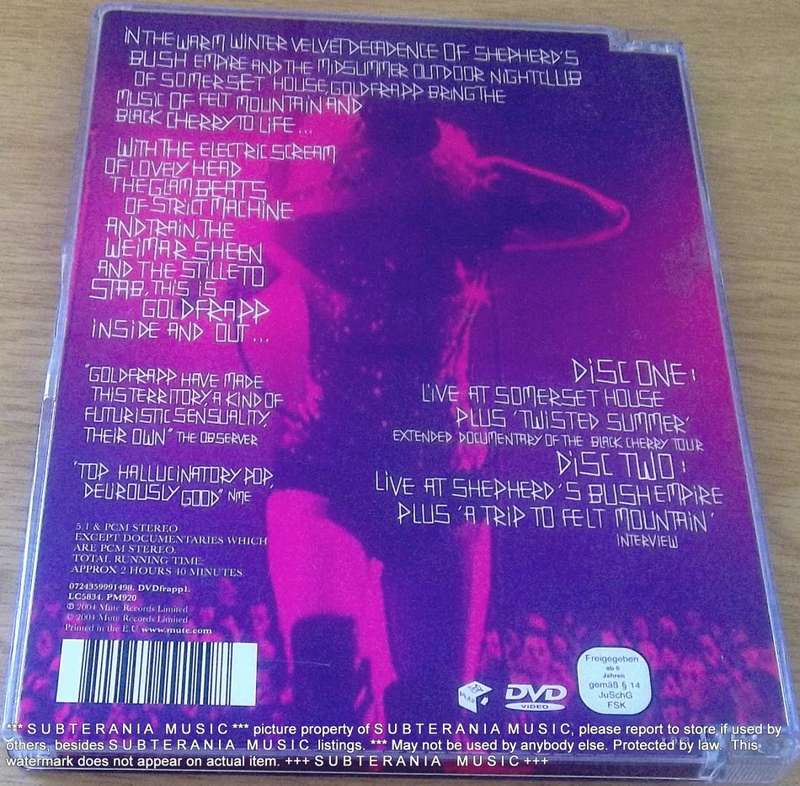 IN THE WARM WINTER VELVET DECADENCE OF SHEPHERD'S
BUSH EMPIRE AND THE MIDSUMMER OUTDOOR NIGHTCLUB
OF SOMERSET HOUSE, GOLDFRAPP BRING THE
MUSIC OF FELT MOUNTAIN AND
BLACK CHERRY TO LIFE ...
WITH THE ELECTRIC SCREAM
OF LOVELY HEAD
THE GLAM BEATS
OF STRICT MACHINE
AND TRAIN, THE
WEIMAR SHEEN
AND THE STILLETO
STAB, THIS IS
GOLDFRAPP
INSIDE AND OUT ...
"GOLDFRAPP HAVE MADE
THIS TERRITORY, A KIND OF
FUTURISTIC SENSUALITY,
THEIR OWN" THE OBSERVER
"TOP HALLUCINATORY POP,
DEVIROUSLY GOOD" NME
DISC ONE:
LIVE AT SOMERSET HOUSE
PLUS 'TWISTED SUMMER'
EXTENDED DOCUMENTARY OF THE BLACK CHERRY TOUR
DISC TWO:
LIVE AT SHEPHERD'S BUSH EMPIRE
PLUS 'A TRIP TO FELT MOUNTAIN'
INTERVIEW
5.1 & PCM STEREO
EXCEPT DOCUMENTARIES WHICH
ARE PCM STEREO.
TOTAL RUNNING TIME:
APPROX 2 HOURS 40 MINUTES
0724359991498. DVDfrapp1.
LC5834. PM920
℗ 2004 Mute Records Limited
© 2004 Mute Records Limited
Printed in the E.U. www.mute.com
DVD
VIDEO
Freigegeben
ab 6
Jahren
gemäß § 14
JuSchG
FSK
*** SUBTERANIA MUSIC *** picture property of SUBTERANIA MUSIC, please report to store if used by
others, besides SUBTERANIA MUSIC listings. *** May not be used by anybody else. Protected by law. This
watermark does not appear on actual item. +++ SUBTERANIA MUSIC +++